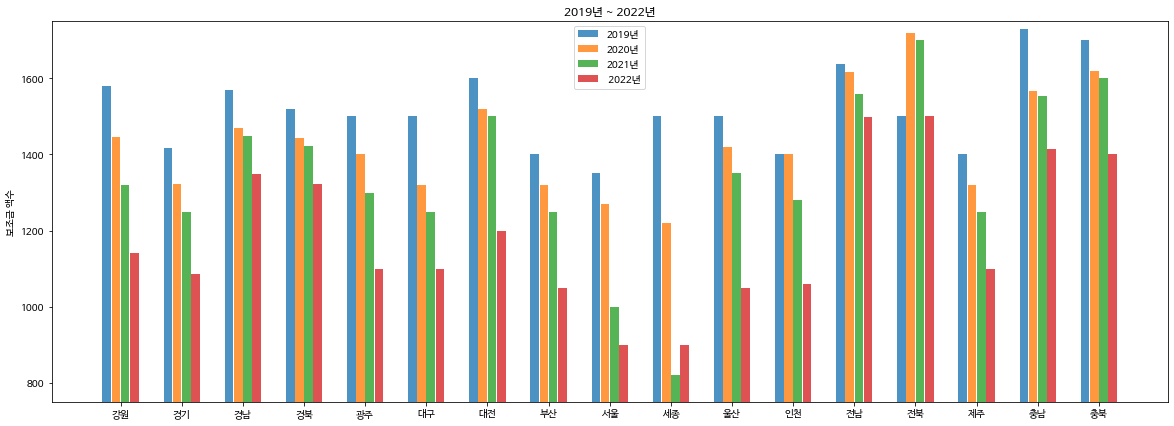 2019년 ~ 2022년
2019년
2020년
2021년
2022년
보조금 액수
1600
1400
1200
1000
800
강원 경기 경남 경북 광주 대구 대전 부산 서울 세종 울산 인천 전남 전북 제주 충남 충북